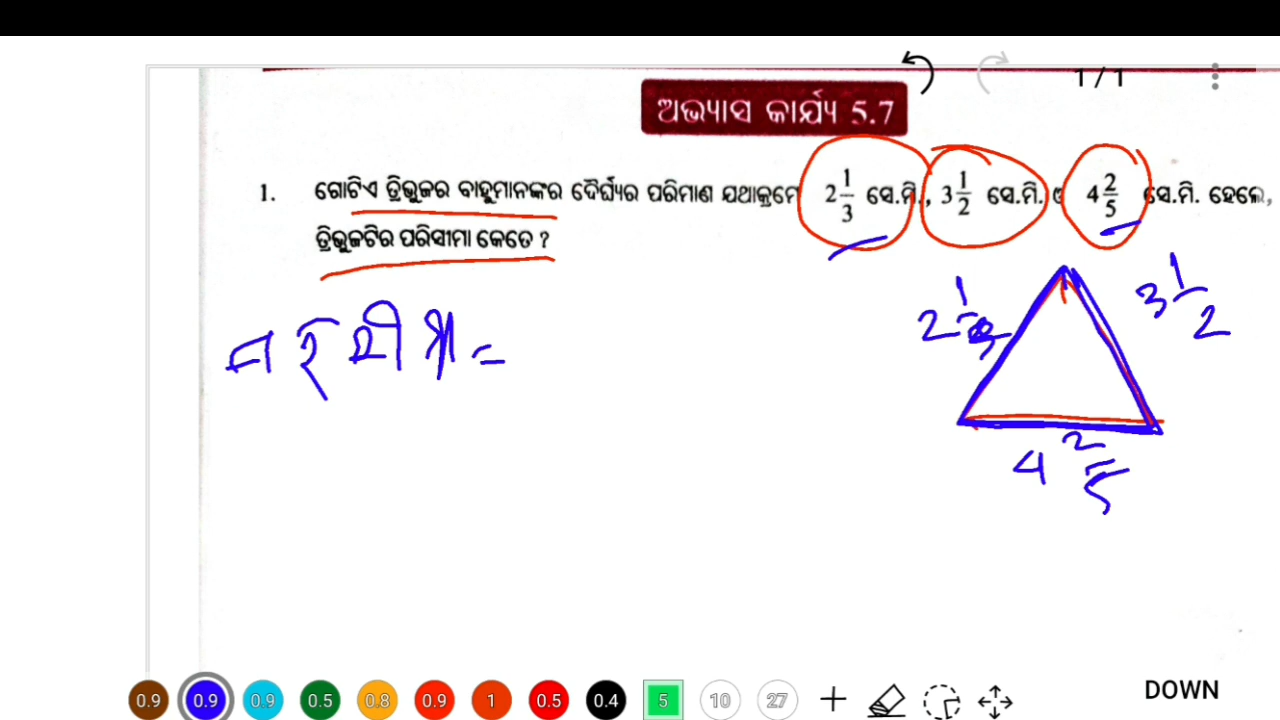 1 / 1
ଅଭ୍ୟାସ କାର୍ଯ୍ୟ 5.7
1. ଗୋଟିଏ ତ୍ରିଭୁଜର ବାହୁମାନଙ୍କର ଦୈର୍ଘ୍ୟର ପରିମାଣ ଯଥାକ୍ରମେ 2 1/3 ସେ.ମି., 3 1/2 ସେ.ମି. ଓ 4 2/5 ସେ.ମି. ହେଲେ,
ତ୍ରିଭୁଜଟିର ପରିସୀମା କେତେ ?
2 1/3
3 1/2
4 2/5
0.9 0.9 0.9 0.5 0.8 0.9 1 0.5 0.4 5 10 27
DOWN